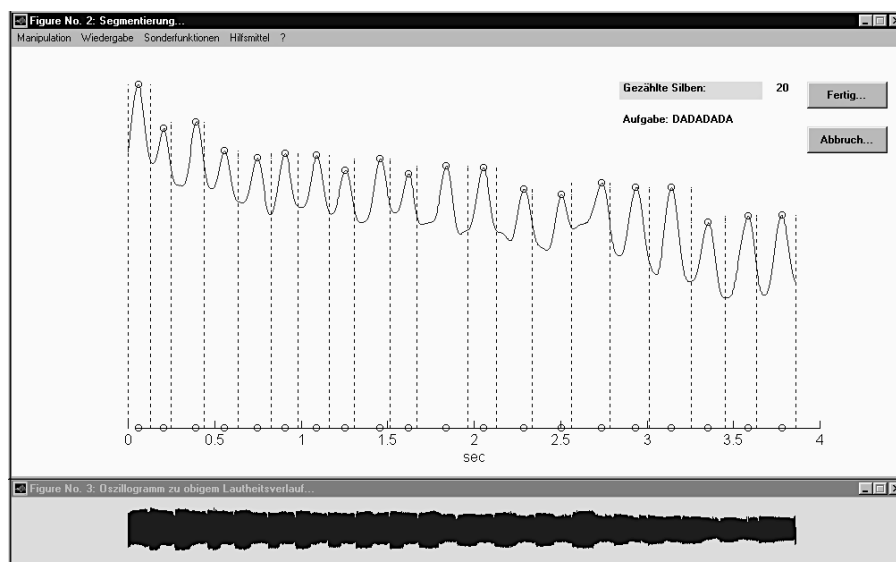 Figure No. 2: Segmentierung...
Manipulation Wiedergabe Sonderfunktionen Hilfsmittel ?
Gezählte Silben: 20
Fertig...
Aufgabe: DADADADA
Abbruch...
0 0.5 1 1.5 2 2.5 3 3.5 4
sec
Figure No. 3: Oszillogramm zu obigem Lautheitsverlauf...